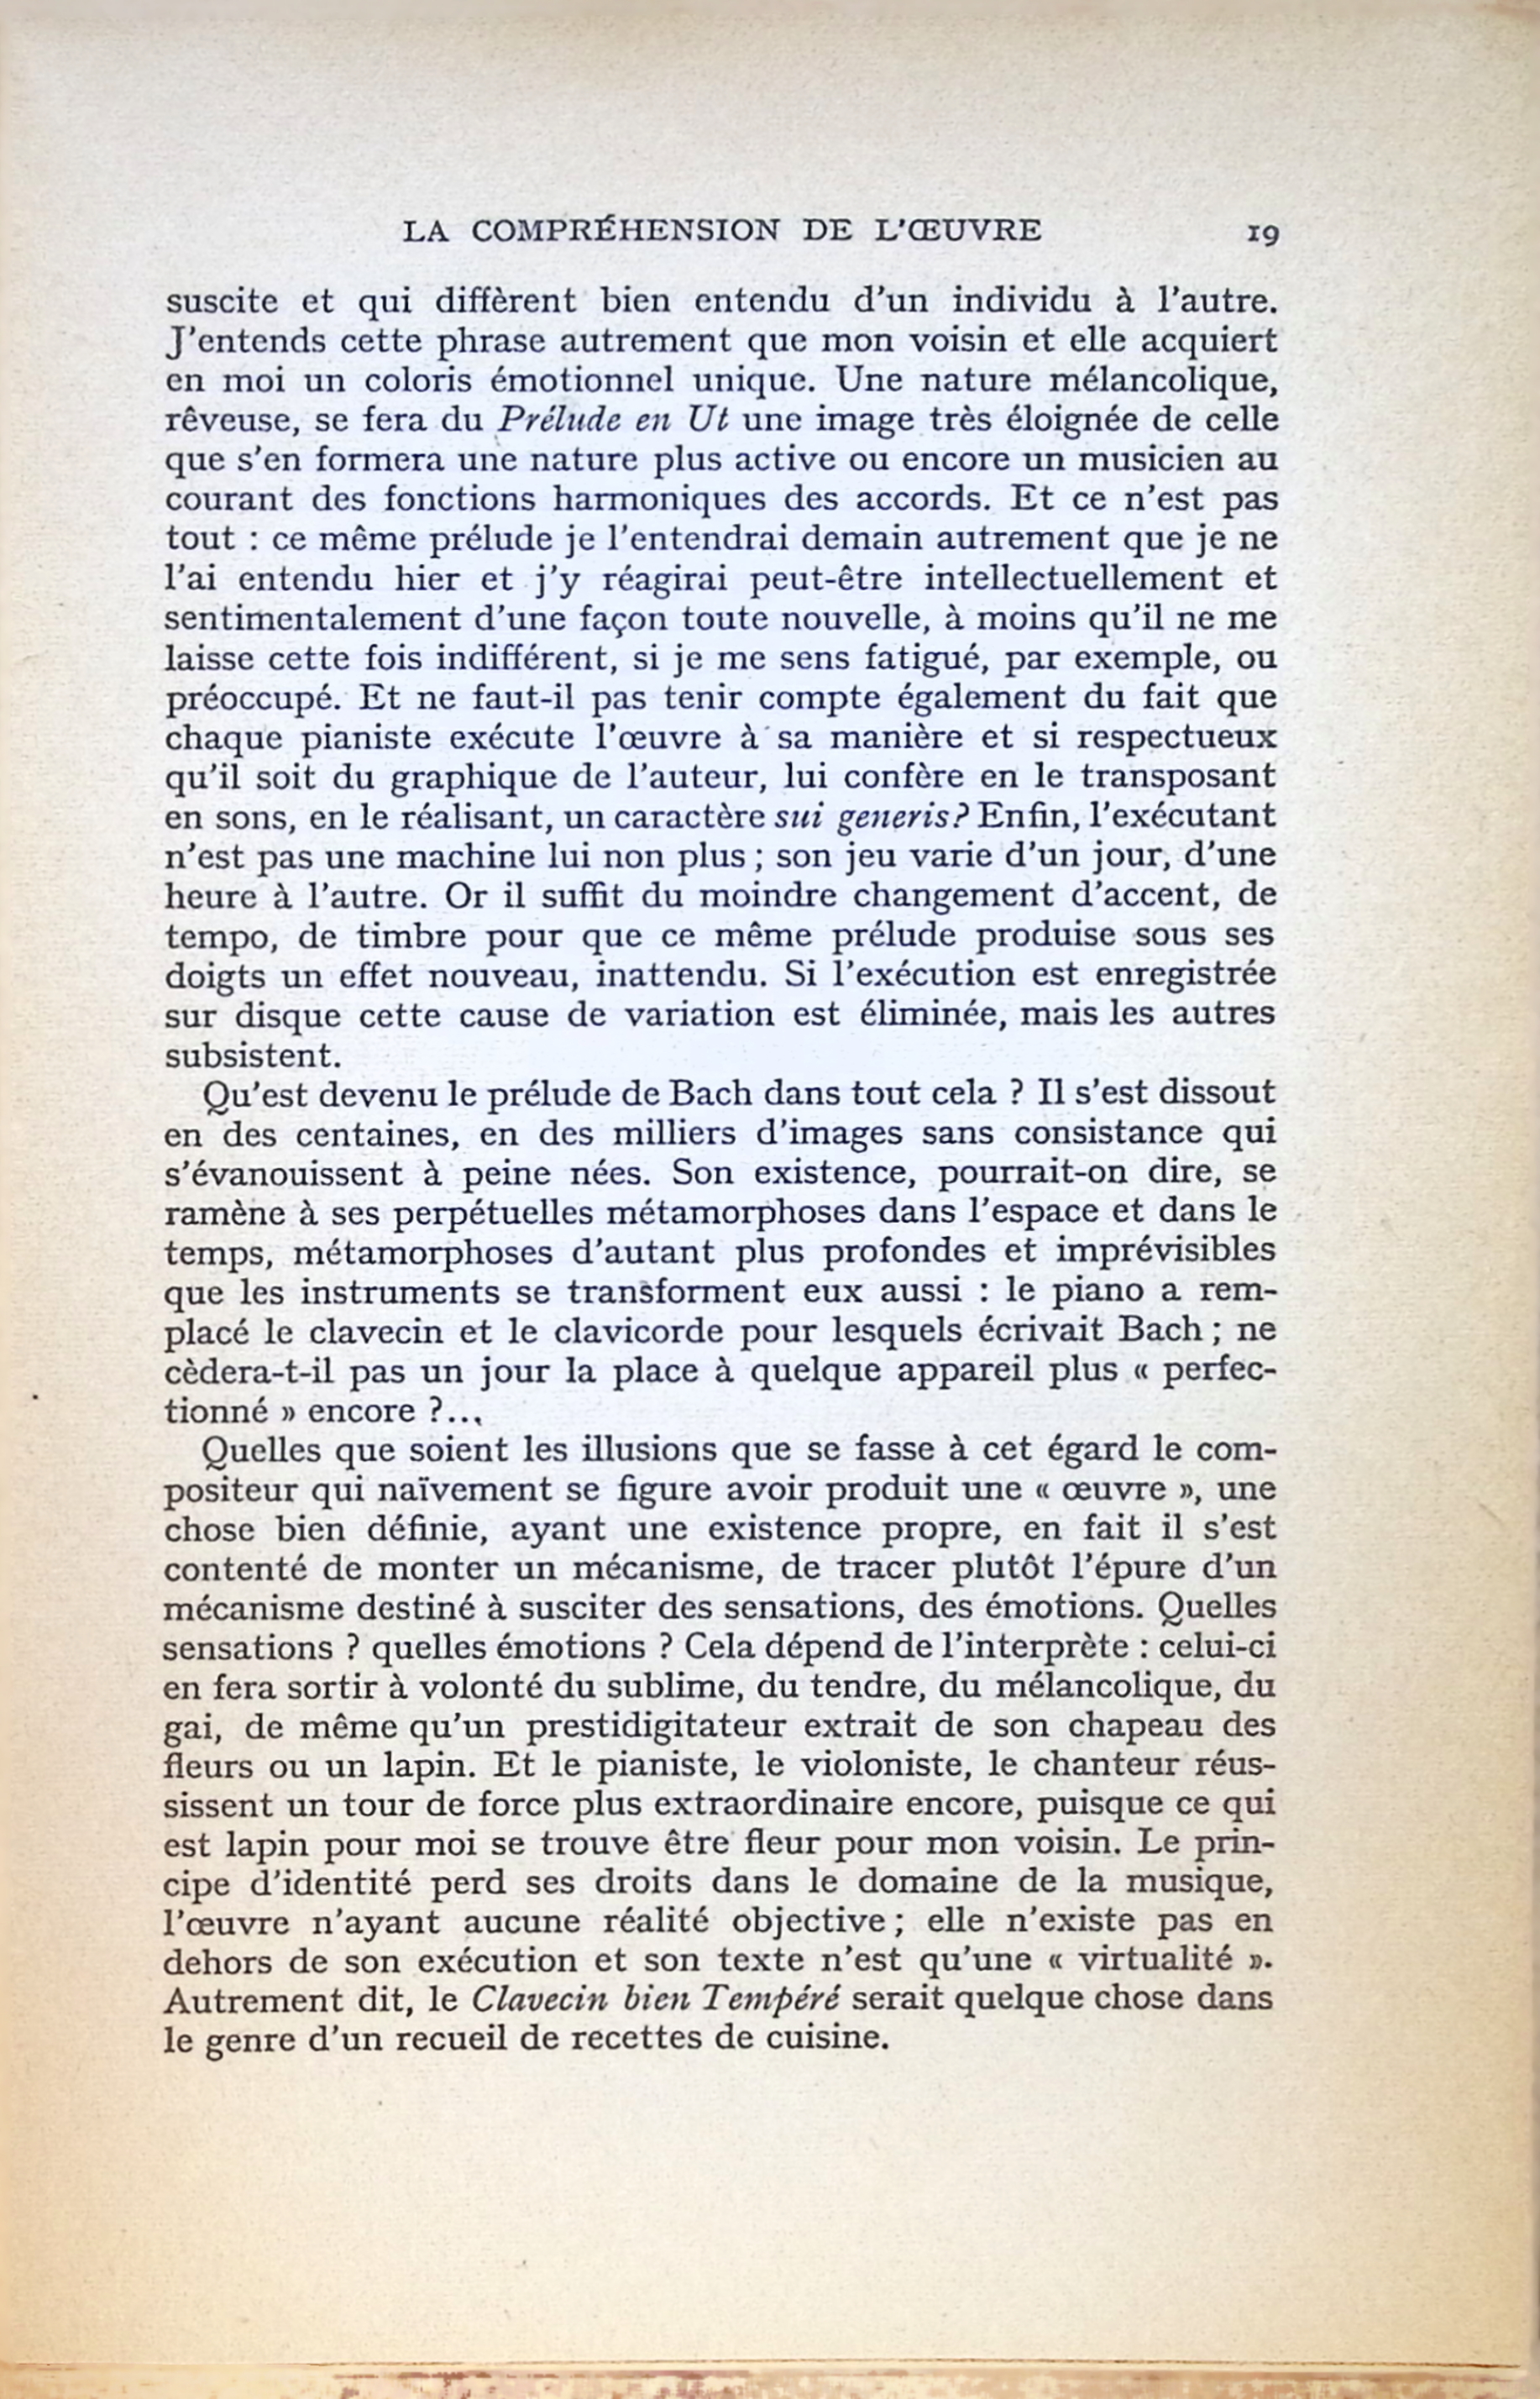 LA COMPRÉHENSION DE L'ŒUVRE 19
suscite et qui diffèrent bien entendu d'un individu à l'autre.
J'entends cette phrase autrement que mon voisin et elle acquiert
en moi un coloris émotionnel unique. Une nature mélancolique,
rêveuse, se fera du Prélude en Ut une image très éloignée de celle
que s'en formera une nature plus active ou encore un musicien au
courant des fonctions harmoniques des accords. Et ce n'est pas
tout : ce même prélude je l'entendrai demain autrement que je ne
l'ai entendu hier et j'y réagirai peut-être intellectuellement et
sentimentalement d'une façon toute nouvelle, à moins qu'il ne me
laisse cette fois indifférent, si je me sens fatigué, par exemple, ou
préoccupé. Et ne faut-il pas tenir compte également du fait que
chaque pianiste exécute l'œuvre à sa manière et si respectueux
qu'il soit du graphique de l'auteur, lui confère en le transposant
en sons, en le réalisant, un caractère sui generis? Enfin, l'exécutant
n'est pas une machine lui non plus ; son jeu varie d'un jour, d'une
heure à l'autre. Or il suffit du moindre changement d'accent, de
tempo, de timbre pour que ce même prélude produise sous ses
doigts un effet nouveau, inattendu. Si l'exécution est enregistrée
sur disque cette cause de variation est éliminée, mais les autres
subsistent.
Qu'est devenu le prélude de Bach dans tout cela ? Il s'est dissout
en des centaines, en des milliers d'images sans consistance qui
s'évanouissent à peine nées. Son existence, pourrait-on dire, se
ramène à ses perpétuelles métamorphoses dans l'espace et dans le
temps, métamorphoses d'autant plus profondes et imprévisibles
que les instruments se transforment eux aussi : le piano a rem-
placé le clavecin et le clavicorde pour lesquels écrivait Bach ; ne
cèdera-t-il pas un jour la place à quelque appareil plus « perfec-
tionné » encore ?...
Quelles que soient les illusions que se fasse à cet égard le com-
positeur qui naïvement se figure avoir produit une « œuvre », une
chose bien définie, ayant une existence propre, en fait il s'est
contenté de monter un mécanisme, de tracer plutôt l'épure d'un
mécanisme destiné à susciter des sensations, des émotions. Quelles
sensations ? quelles émotions ? Cela dépend de l'interprète : celui-ci
en fera sortir à volonté du sublime, du tendre, du mélancolique, du
gai, de même qu'un prestidigitateur extrait de son chapeau des
fleurs ou un lapin. Et le pianiste, le violoniste, le chanteur réus-
sissent un tour de force plus extraordinaire encore, puisque ce qui
est lapin pour moi se trouve être fleur pour mon voisin. Le prin-
cipe d'identité perd ses droits dans le domaine de la musique,
l'œuvre n'ayant aucune réalité objective ; elle n'existe pas en
dehors de son exécution et son texte n'est qu'une « virtualité ».
Autrement dit, le Clavecin bien Tempéré serait quelque chose dans
le genre d'un recueil de recettes de cuisine.